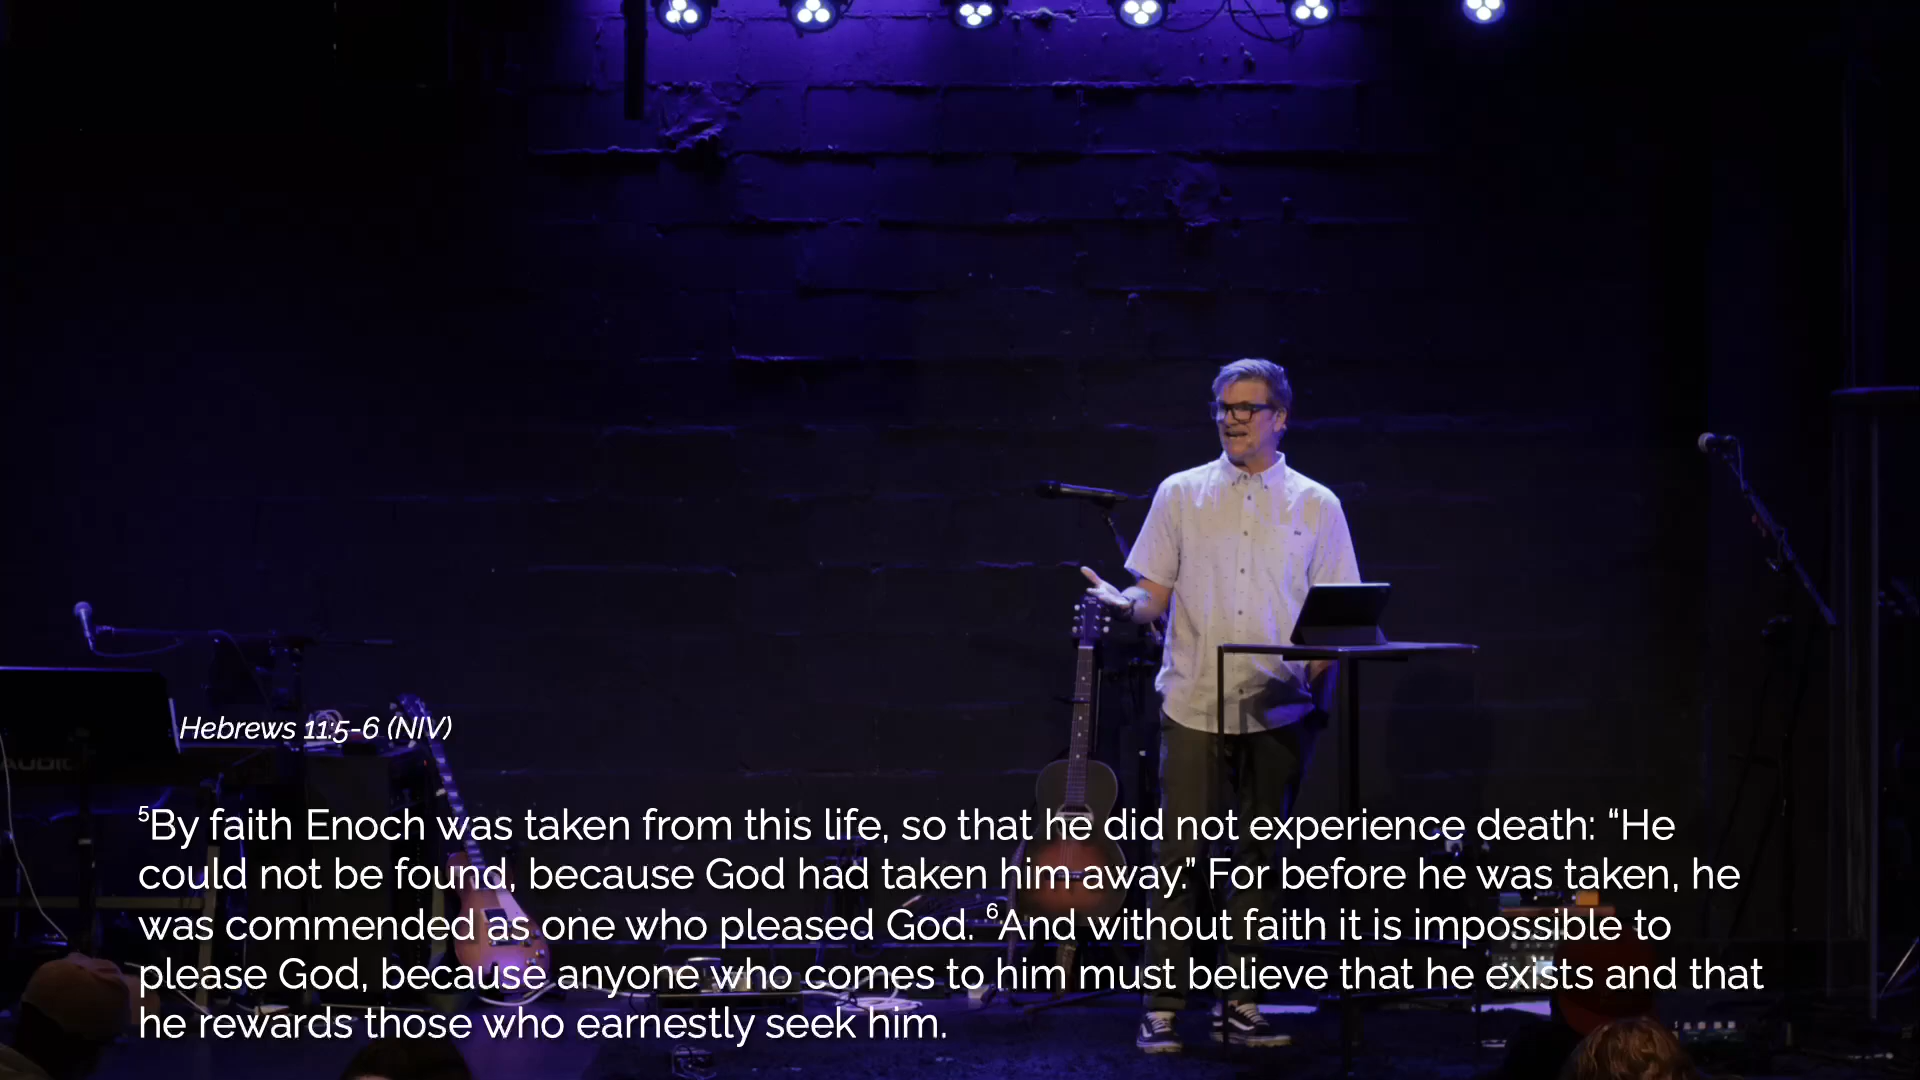 Hebrews 11:5-6 (NIV)
⁵By faith Enoch was taken from this life, so that he did not experience death: “He
could not be found, because God had taken him away.” For before he was taken, he
was commended as one who pleased God. ⁶And without faith it is impossible to
please God, because anyone who comes to him must believe that he exists and that
he rewards those who earnestly seek him.